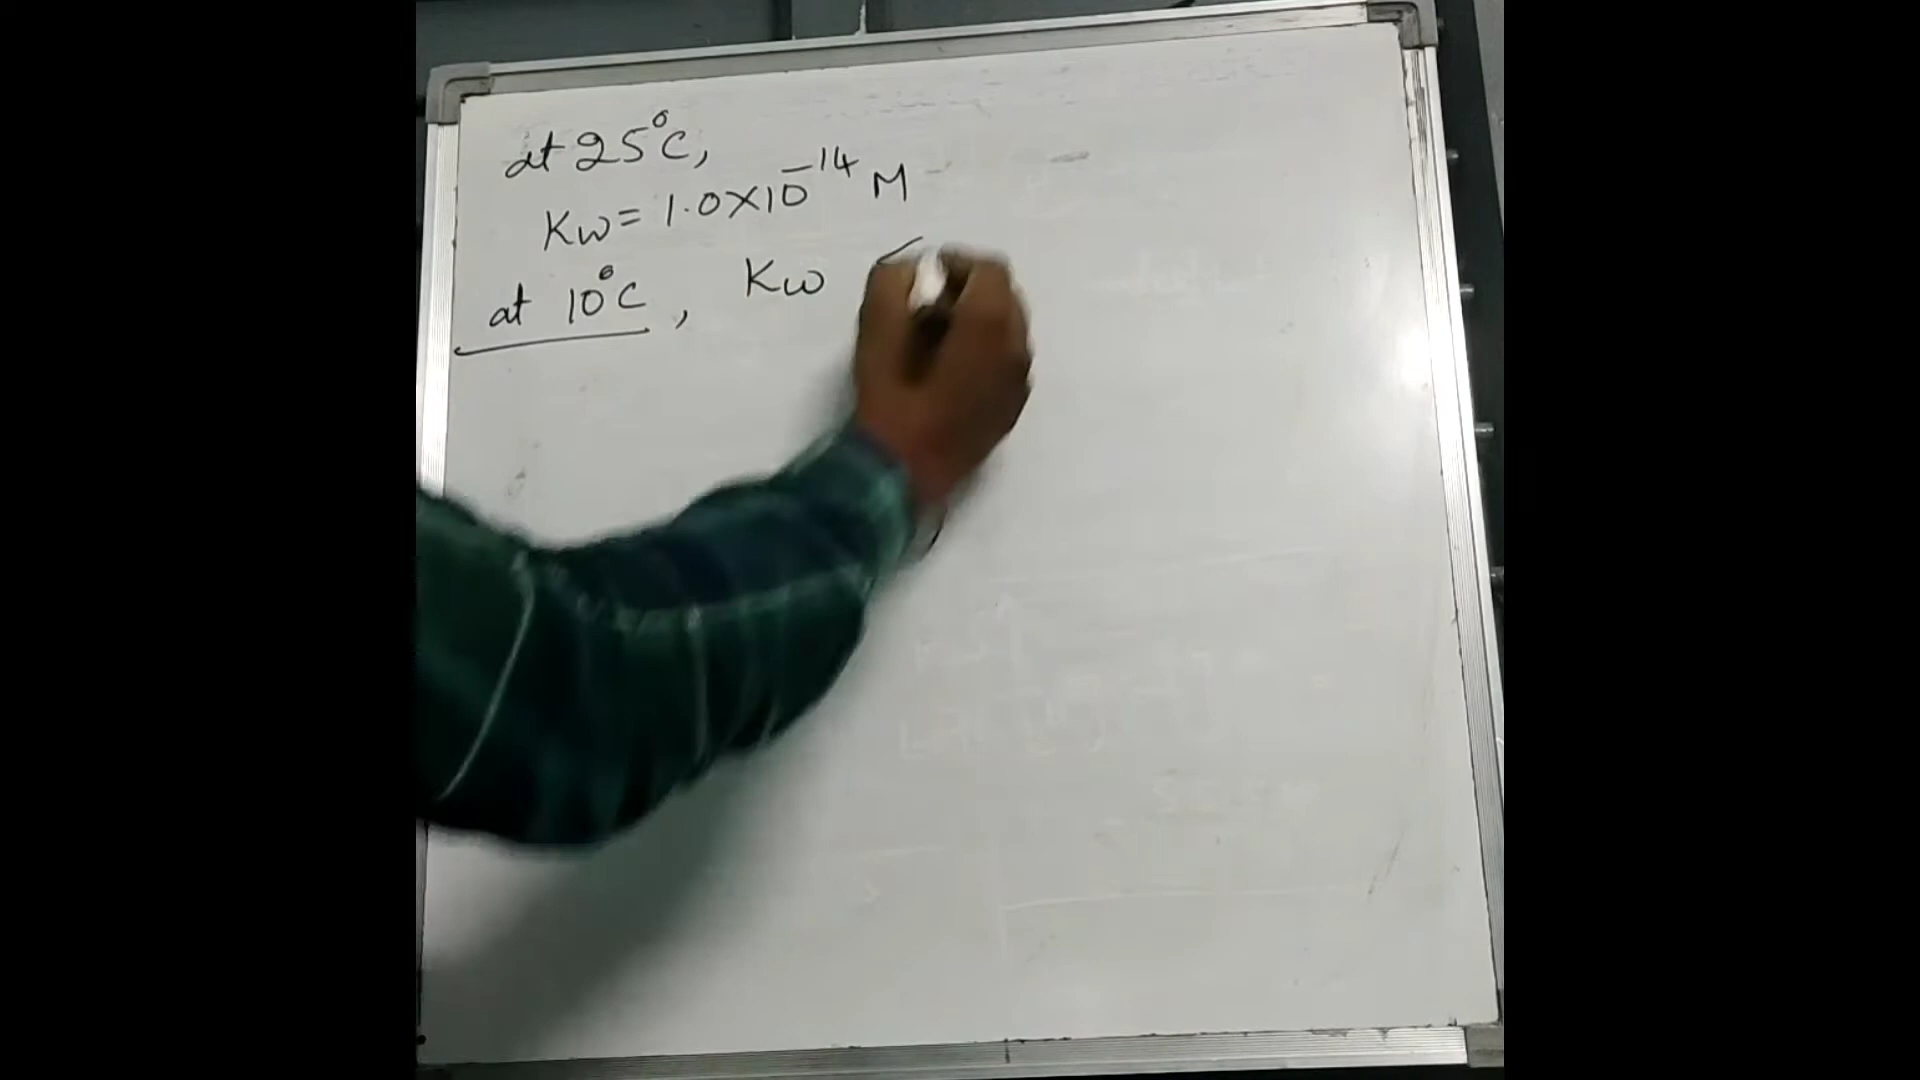 at 25°C,
Kw = 1.0×10⁻¹⁴ M
at 10°C, Kw <